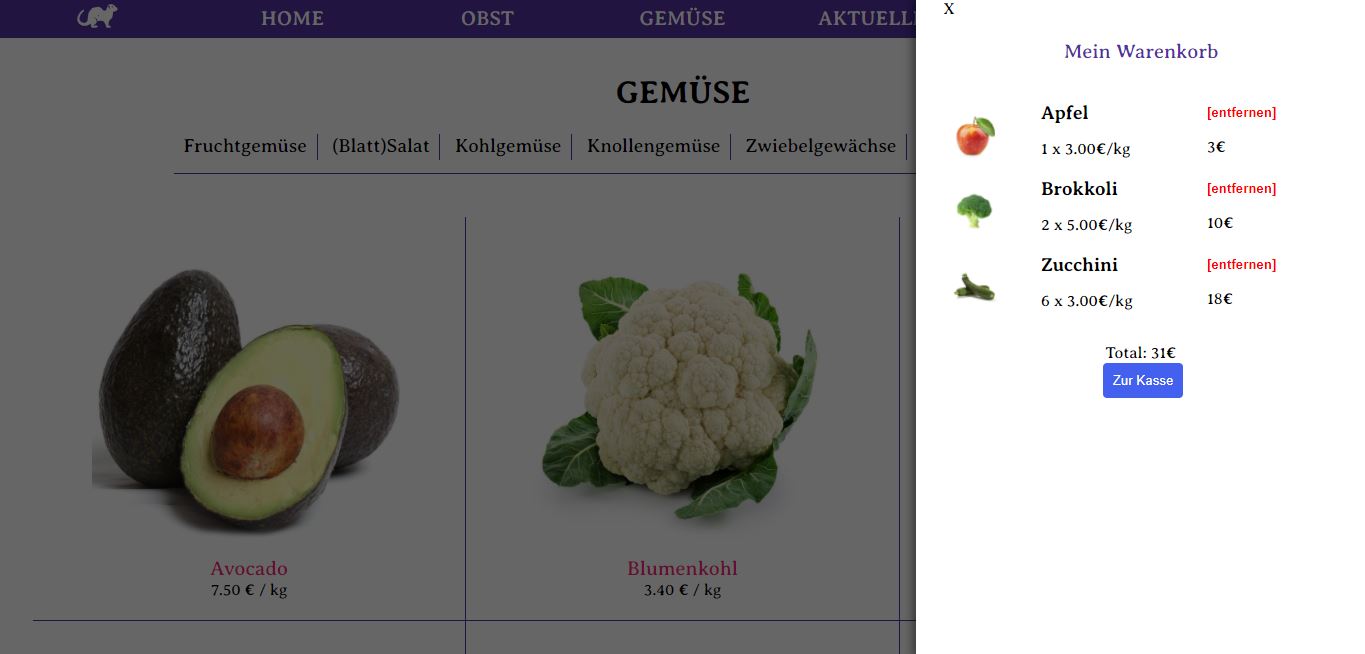 HOME OBST GEMÜSE AKTUELL
GEMÜSE
Fruchtgemüse (Blatt)Salat Kohlgemüse Knollengemüse Zwiebelgewächse
Avocado
7.50 € / kg
Blumenkohl
3.40 € / kg
X
Mein Warenkorb
Apfel [entfernen]
1 x 3.00€/kg 3€
Brokkoli [entfernen]
2 x 5.00€/kg 10€
Zucchini [entfernen]
6 x 3.00€/kg 18€
Total: 31€
Zur Kasse